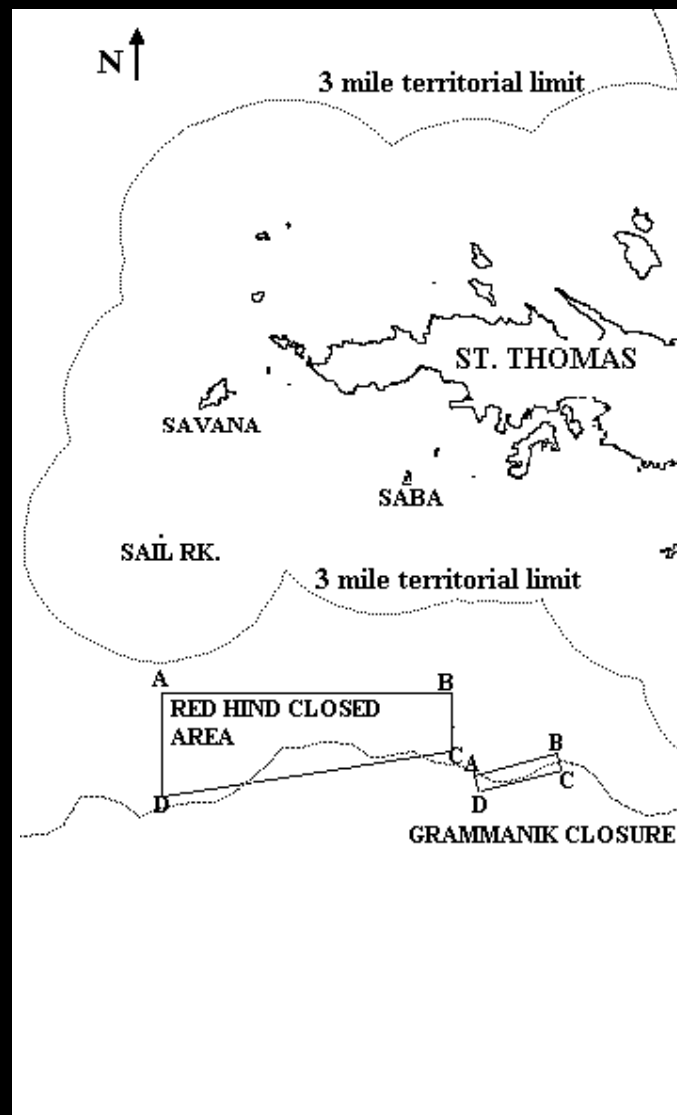 N
3 mile territorial limit
ST. THOMAS
SAVANA
SABA
SAIL RK.
3 mile territorial limit
A
B
RED HIND CLOSED
AREA
C
A
B
C
D
D
GRAMMANIK CLOSURE